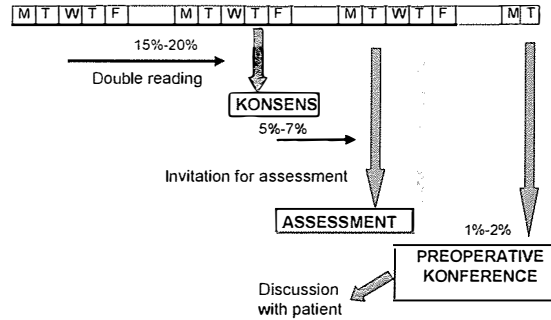 M T W T F M T W T F M T W T F M T
15%-20%
Double reading
KONSENS
5%-7%
Invitation for assessment
ASSESSMENT
1%-2%
PREOPERATIVE
KONFERENCE
Discussion
with patient